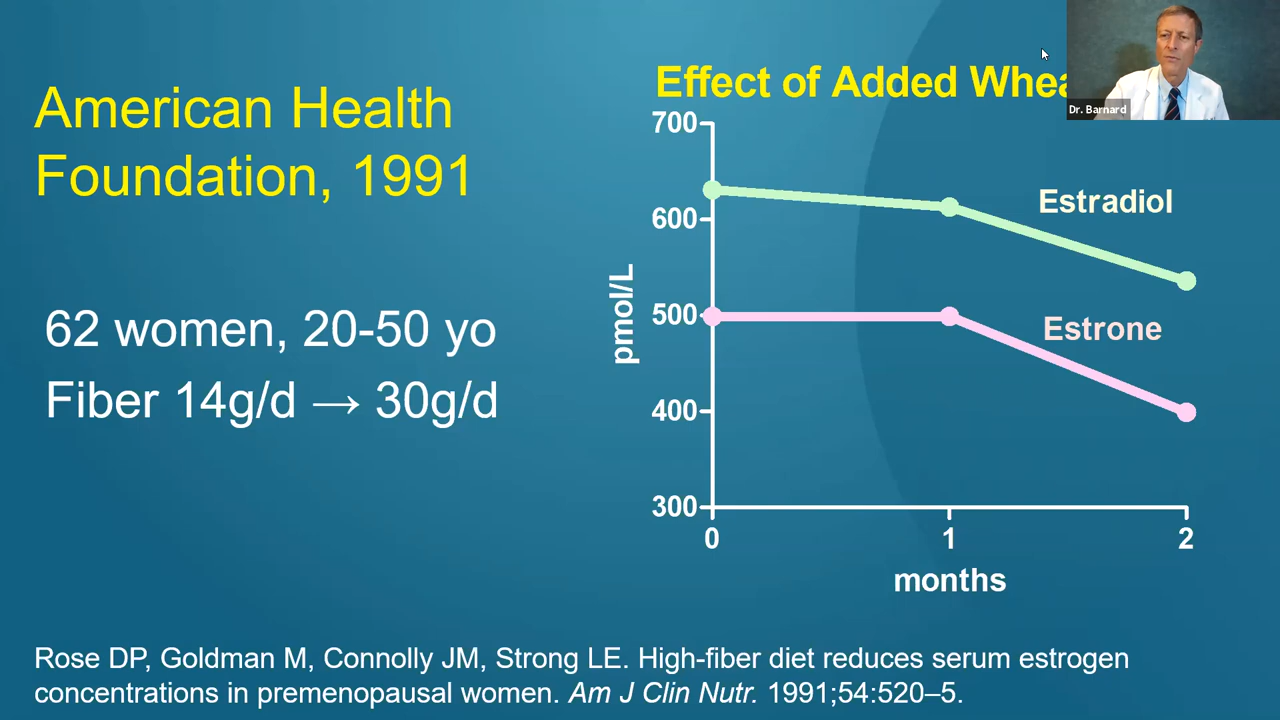 American Health
Foundation, 1991
62 women, 20-50 yo
Fiber 14g/d → 30g/d
Effect of Added
Dr. Barnard
700
600
500
400
300
pmol/L
Estradiol
Estrone
0 1 2
months
Rose DP, Goldman M, Connolly JM, Strong LE. High-fiber diet reduces serum estrogen
concentrations in premenopausal women. Am J Clin Nutr. 1991;54:520–5.